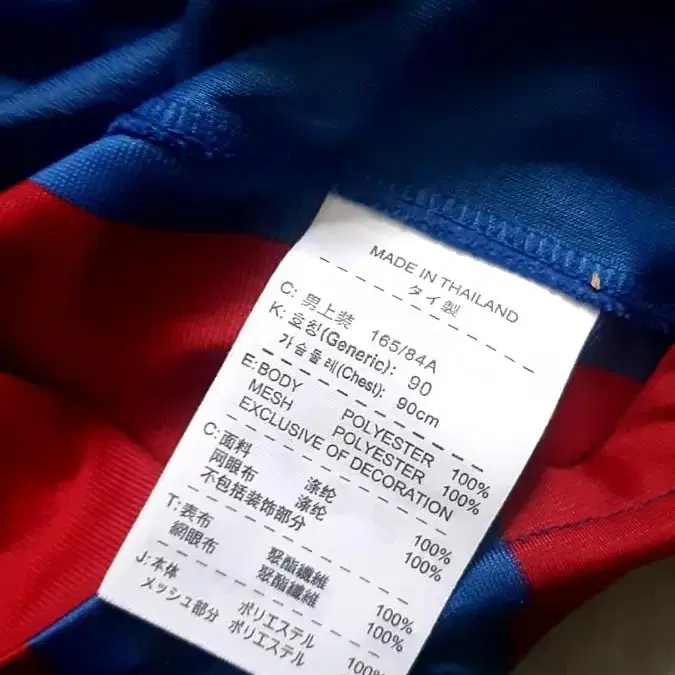 MADE IN THAILAND
タイ製
C: 男上装 165/84A
K: 호칭(Generic): 90
가슴둘레(Chest): 90cm
E: BODY POLYESTER 100%
MESH POLYESTER 100%
EXCLUSIVE OF DECORATION
C: 面料 涤纶 100%
网眼布 涤纶 100%
不包括装饰部分
T: 表布 聚酯纖維 100%
網眼布 聚酯纖維 100%
J: 本体 ポリエステル 100%
メッシュ部分 ポリエステル